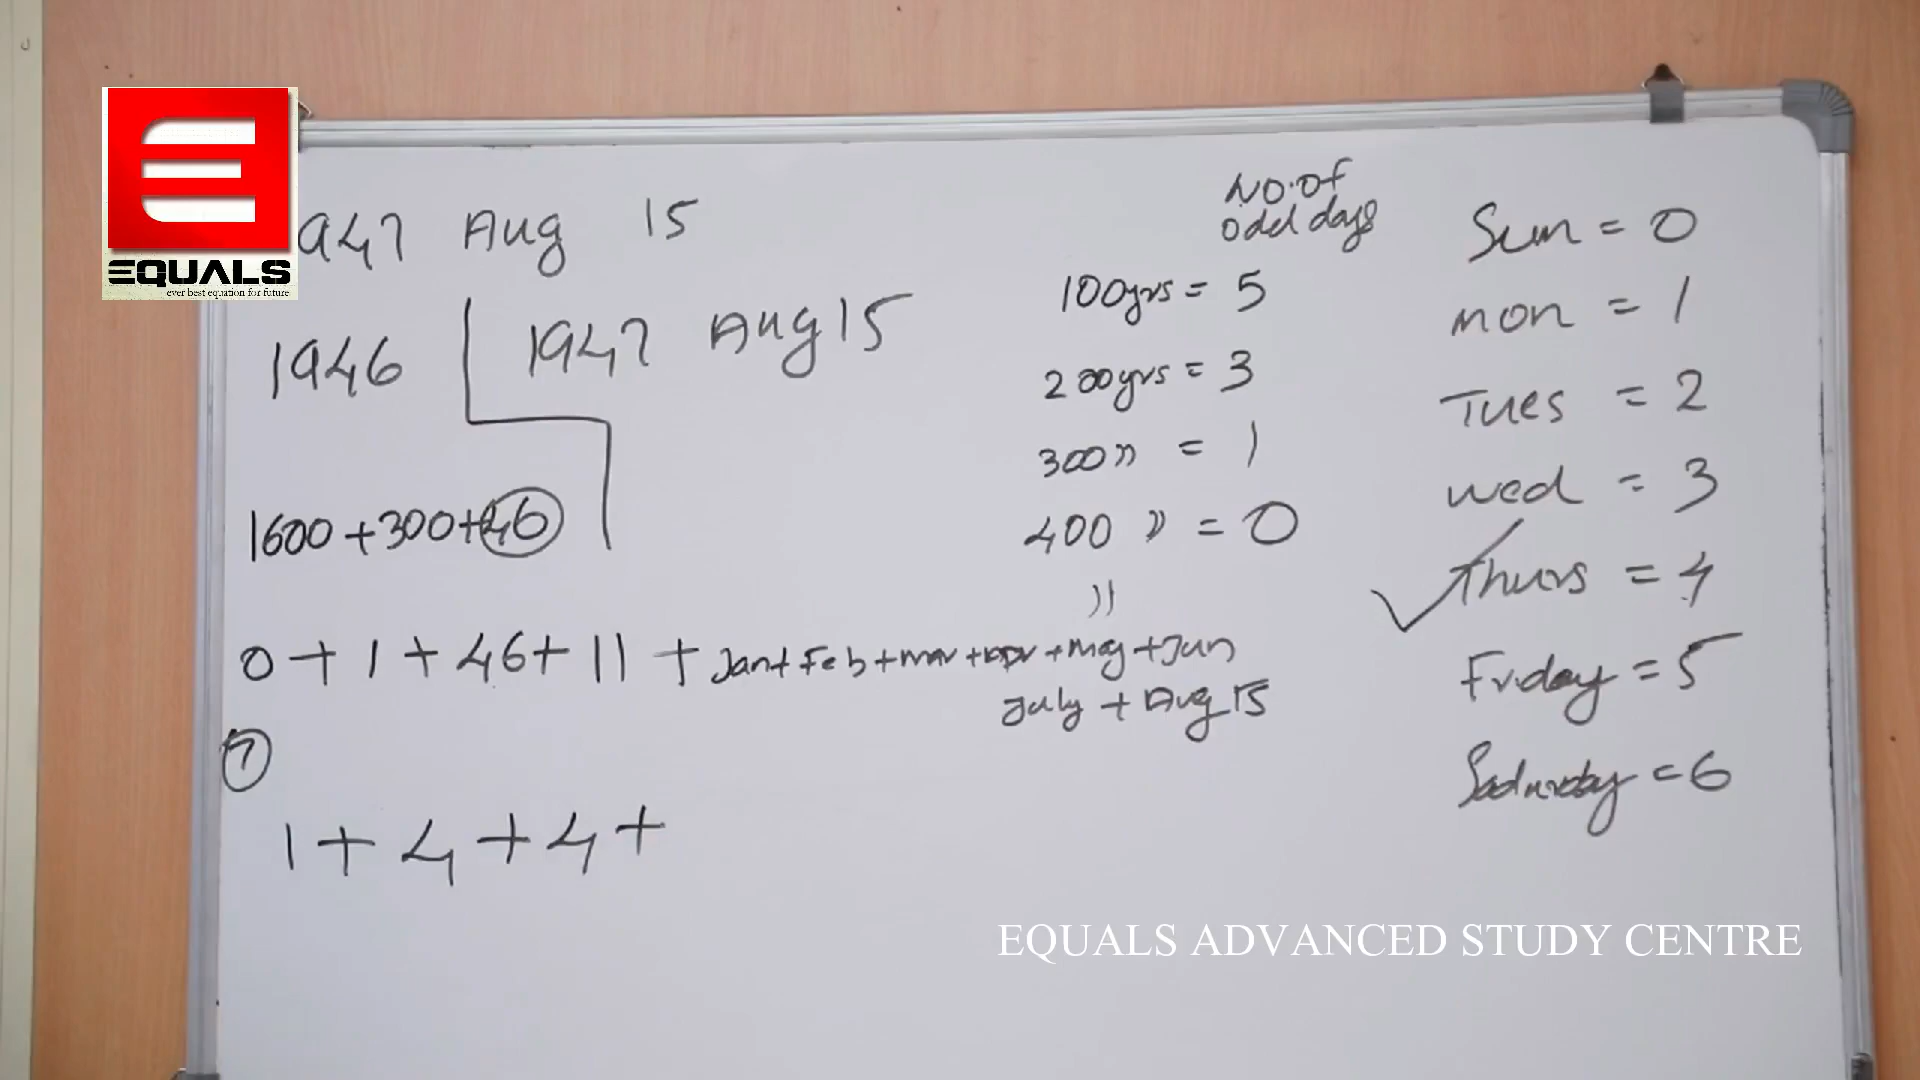 EQUALS
ever best equation for future
947 Aug 15
1946 1947 Aug 15
1600+300+46
0 + 1 + 46 + 11 + Jan+ Feb + mar + Apr + May + Jun
July + Aug 15
7
1 + 4 + 4 +
No. of
odd days
100yrs = 5
200yrs = 3
300 〃 = 1
400 〃 = 0
〃
Sun = 0
mon = 1
Tues = 2
wed = 3
Thurs = 4
Friday = 5
Saturday = 6
EQUALS ADVANCED STUDY CENTRE